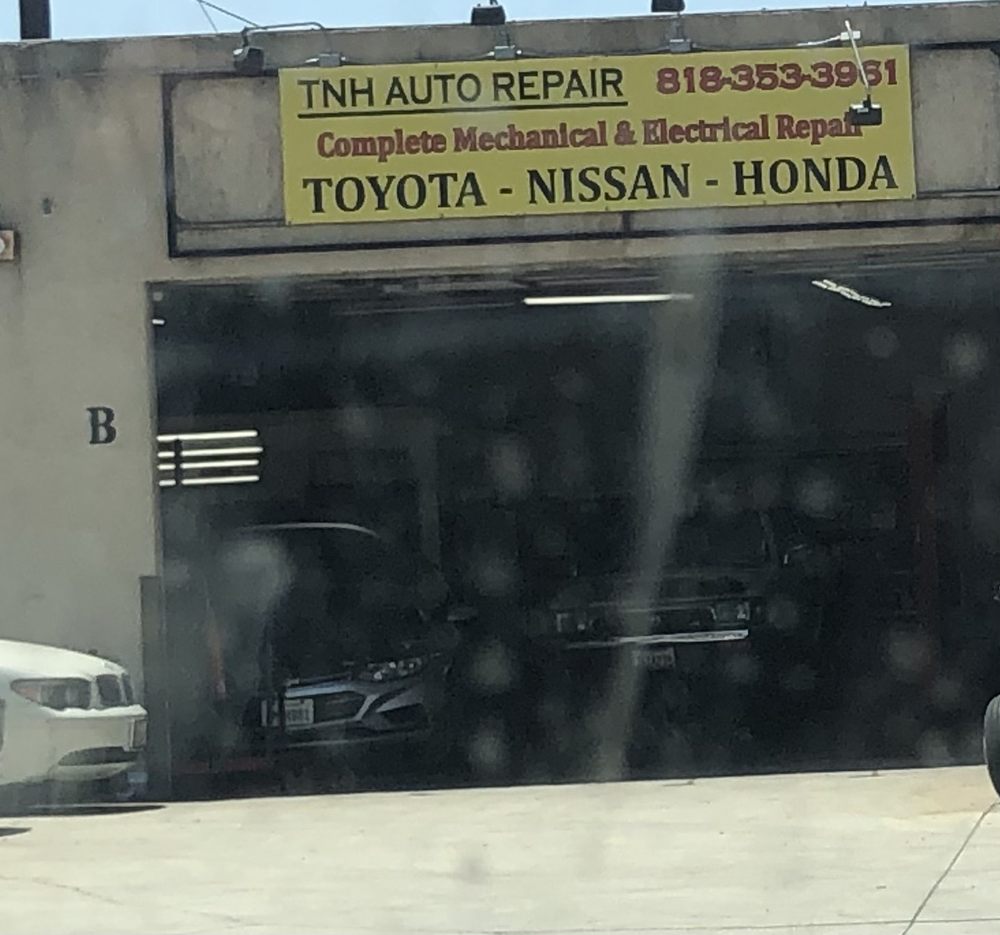 TNH AUTO REPAIR 818-353-3961
Complete Mechanical & Electrical Repair
TOYOTA - NISSAN - HONDA
B